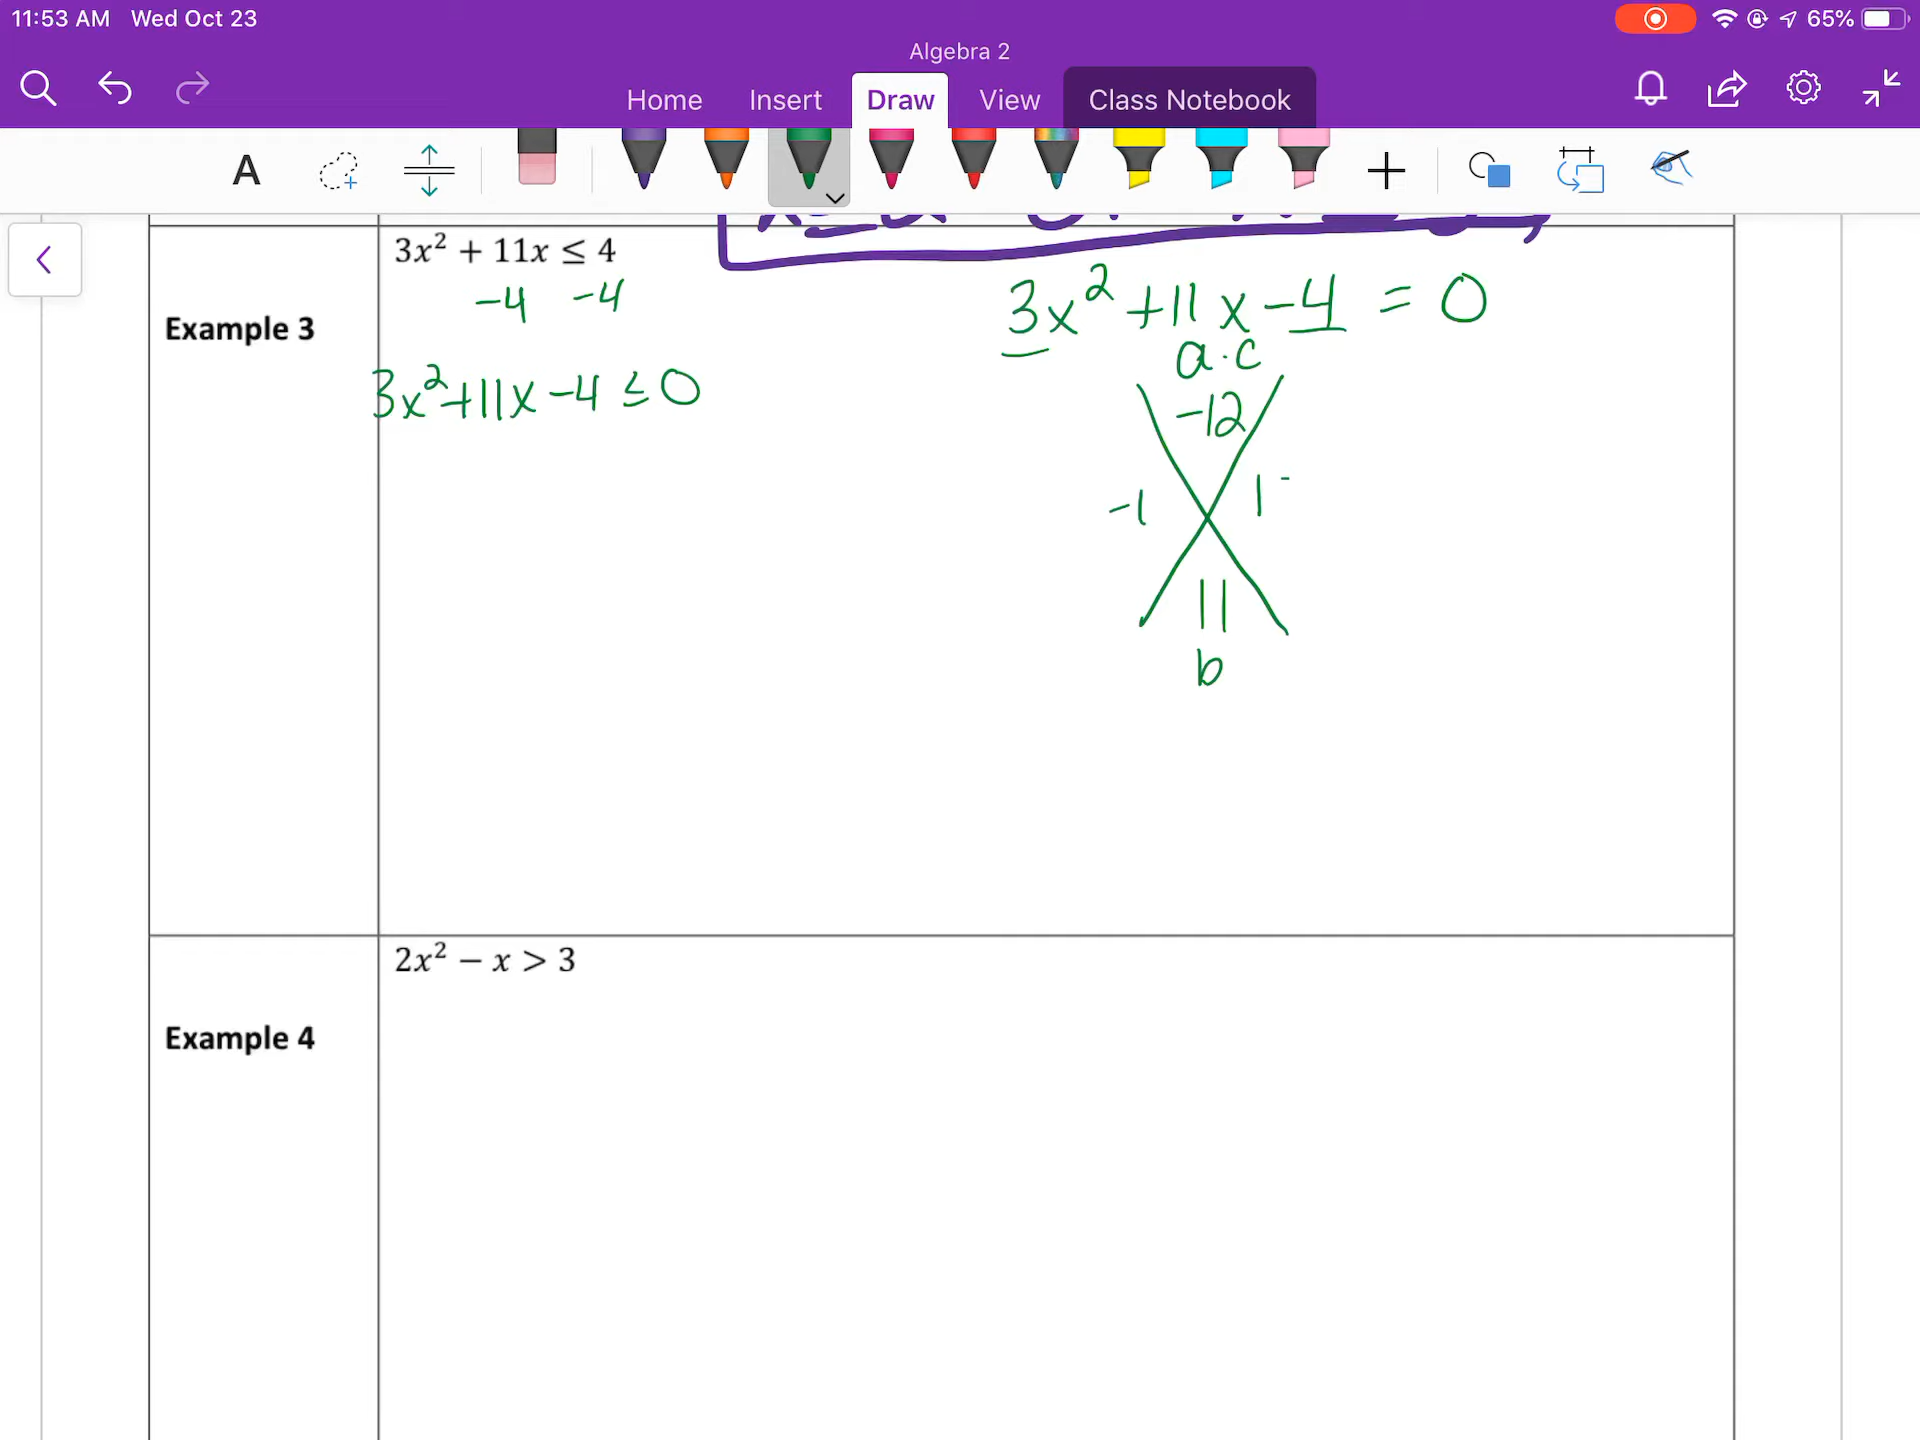 11:53 AM Wed Oct 23
65%
Algebra 2
Home Insert Draw View Class Notebook
A
3x² + 11x ≤ 4
-4 -4
3x² + 11x - 4 = 0
Example 3
a·c
3x² + 11x - 4 ≤ 0
-12
-1
11
b
2x² − x > 3
Example 4